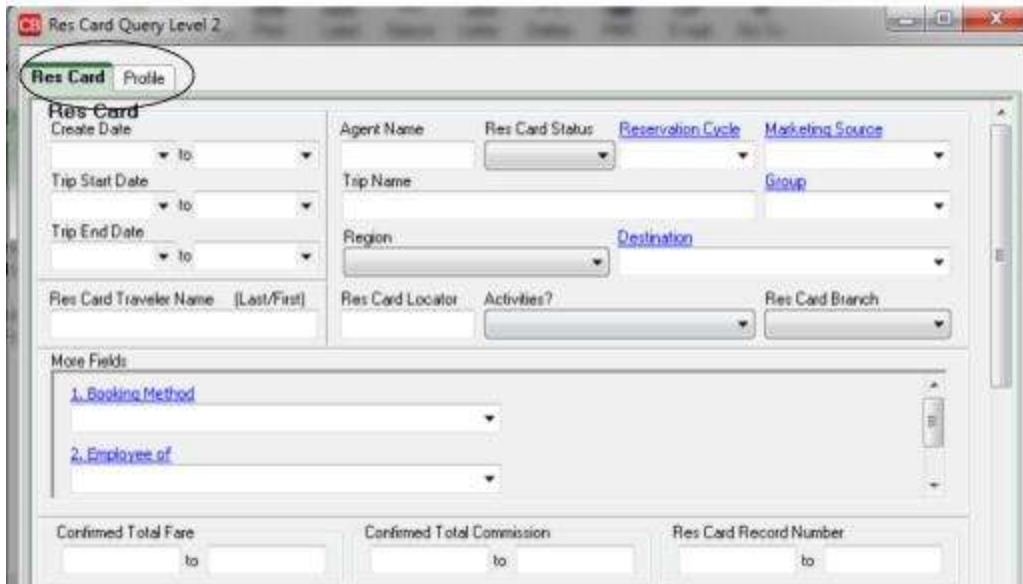 CB Res Card Query Level 2
Res Card Profile
Res Card
Create Date Agent Name Res Card Status Reservation Cycle Marketing Source
to
Trip Start Date Trip Name Group
to
Trip End Date Region Destination
to
Res Card Traveler Name (Last/First) Res Card Locator Activities? Res Card Branch
More Fields
1. Booking Method
2. Employee of
Confirmed Total Fare Confirmed Total Commission Res Card Record Number
to to to